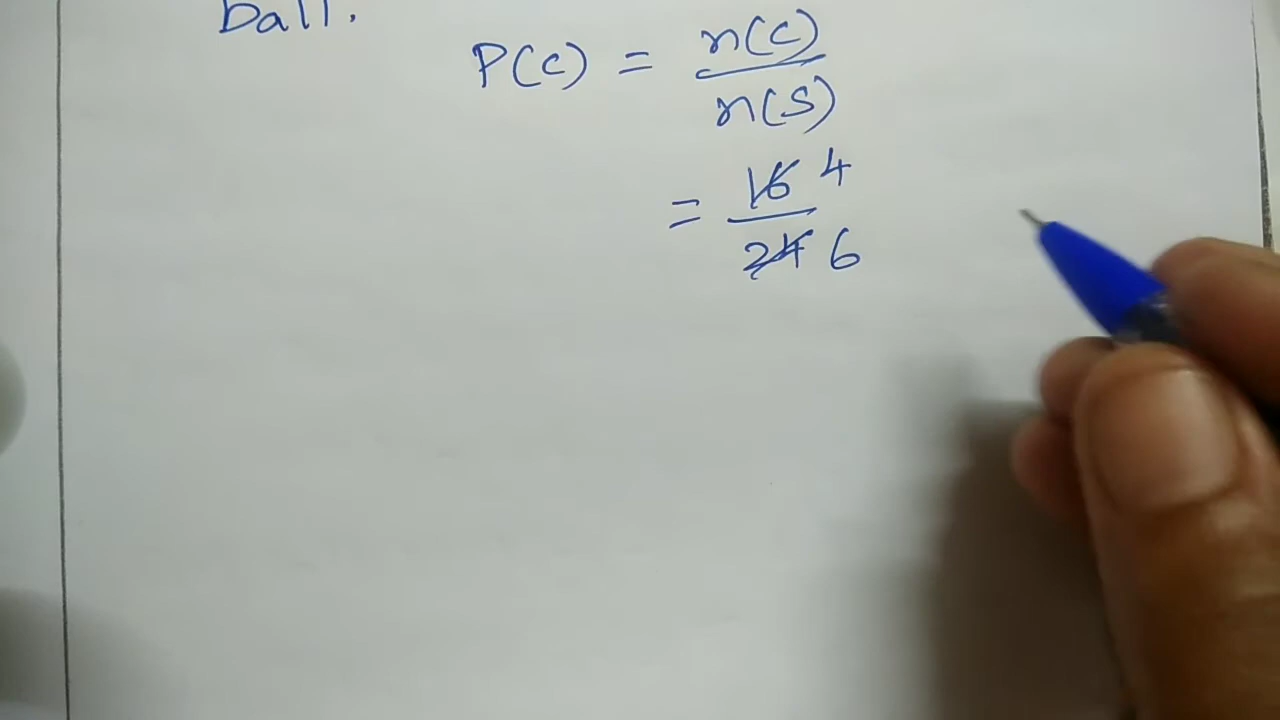 ball.
P(C) = n(C)/n(S)
= 16/24 4/6